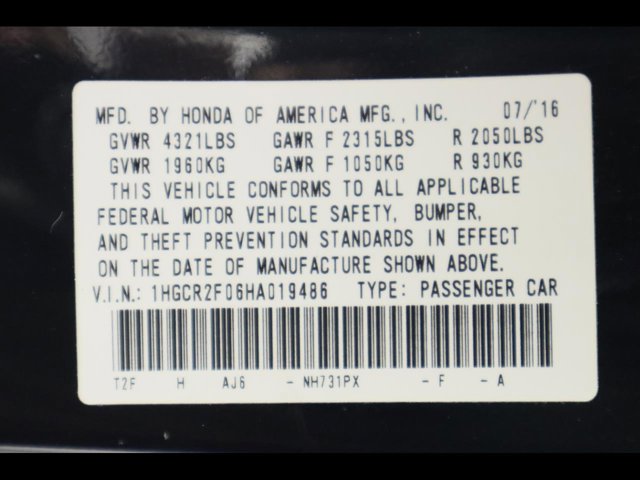 MFD. BY HONDA OF AMERICA MFG., INC. 07/'16
GVWR 4321LBS GAWR F 2315LBS R 2050LBS
GVWR 1960KG GAWR F 1050KG R 930KG
THIS VEHICLE CONFORMS TO ALL APPLICABLE
FEDERAL MOTOR VEHICLE SAFETY, BUMPER,
AND THEFT PREVENTION STANDARDS IN EFFECT
ON THE DATE OF MANUFACTURE SHOWN ABOVE.
V.I.N.: 1HGCR2F06HA019486 TYPE: PASSENGER CAR
T2F H AJ6 - NH731PX - F - A